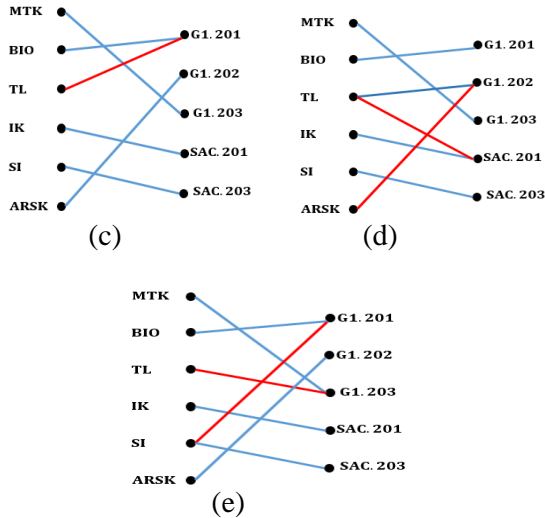 MTK
BIO
TL
IK
SI
ARSK
G1.201
G1.202
G1.203
SAC.201
SAC.203
(c)
MTK
BIO
TL
IK
SI
ARSK
G1.201
G1.202
G1.203
SAC.201
SAC.203
(d)
MTK
BIO
TL
IK
SI
ARSK
G1.201
G1.202
G1.203
SAC.201
SAC.203
(e)